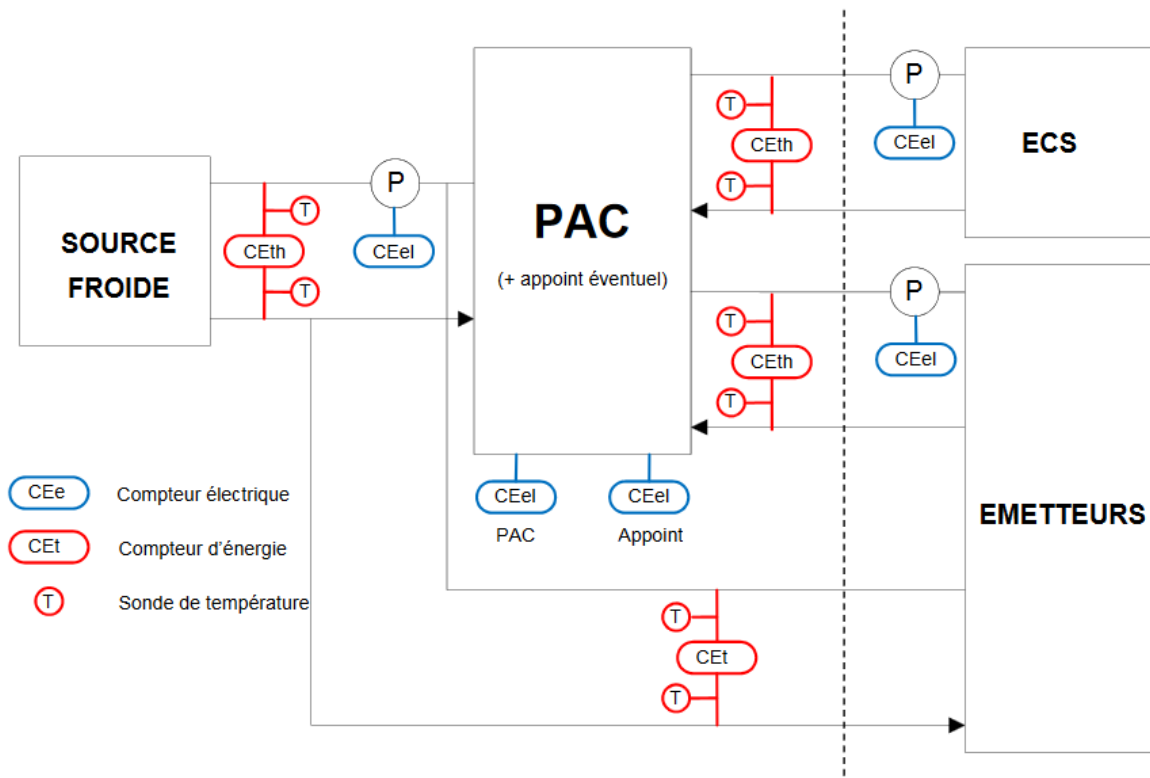 P
P
T
CEth
T
CEel
ECS
SOURCE
FROIDE
T
CEth
T
CEel
PAC
(+ appoint éventuel)
P
T
CEth
T
CEel
CEel
CEel
PAC
Appoint
EMETTEURS
CEe
Compteur électrique
CEt
Compteur d'énergie
T
Sonde de température
T
CEt
T